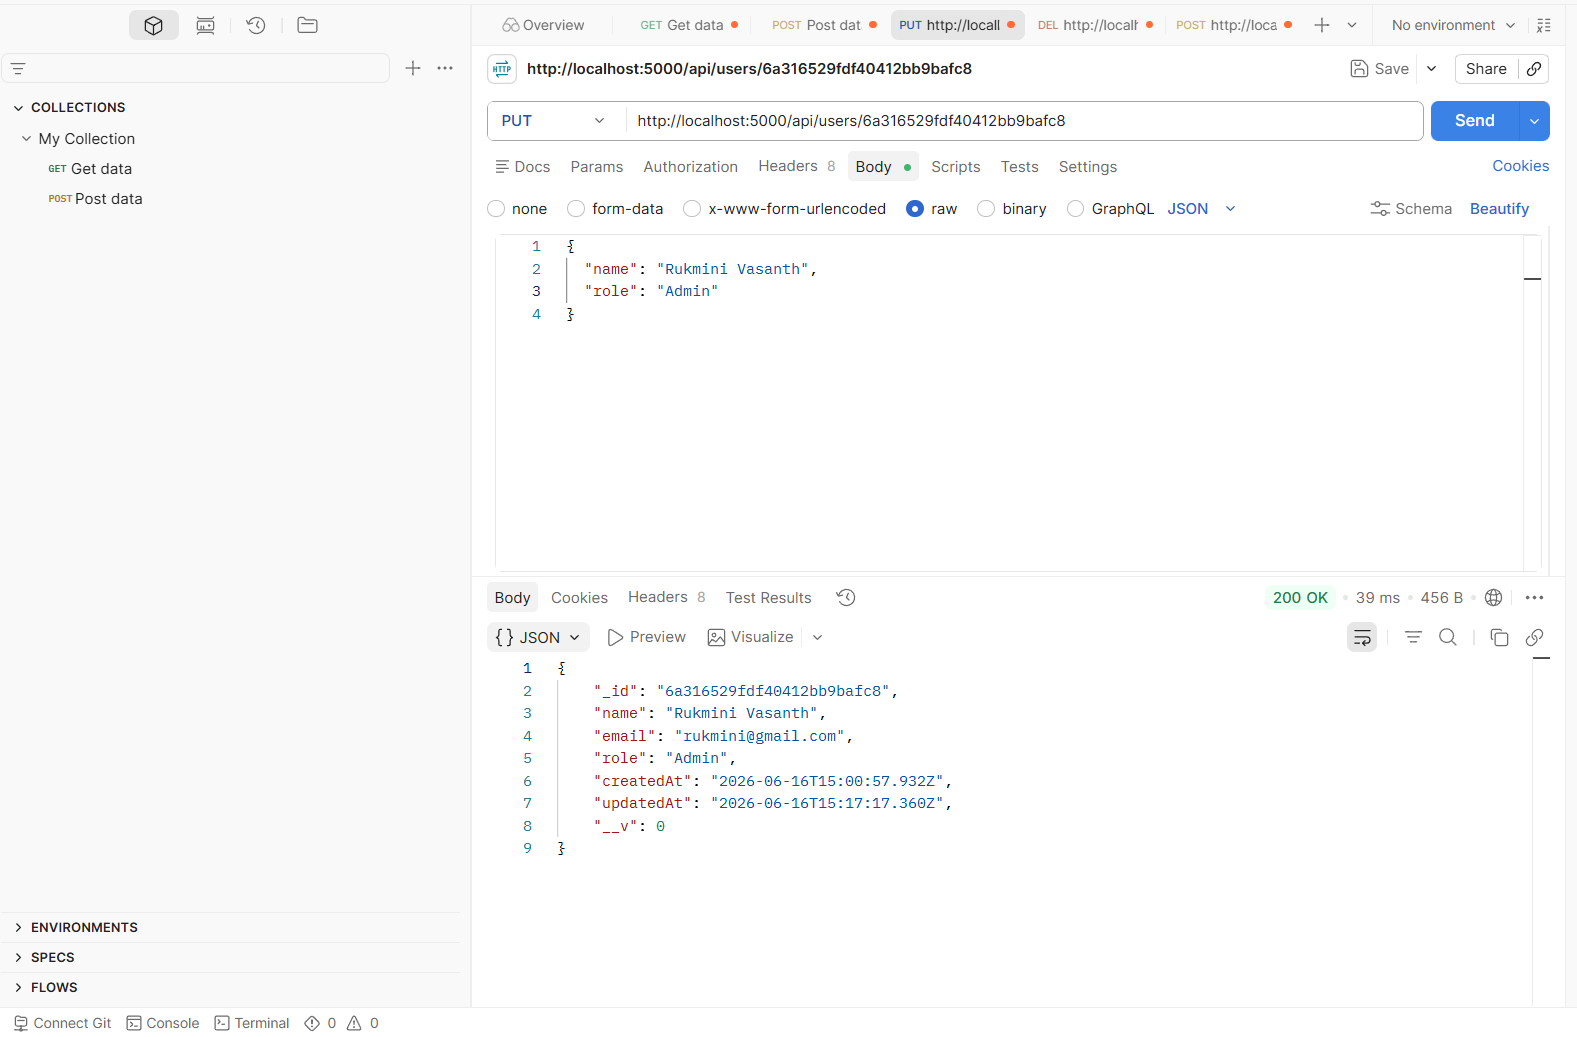 Overview
GET Get data
POST Post dat
PUT http://locall
DEL http://localh
POST http://loca
No environment
HTTP http://localhost:5000/api/users/6a316529fdf40412bb9bafc8
Save
Share
COLLECTIONS
My Collection
GET Get data
POST Post data
PUT
http://localhost:5000/api/users/6a316529fdf40412bb9bafc8
Send
Docs Params Authorization Headers 8 Body Scripts Tests Settings
Cookies
none form-data x-www-form-urlencoded raw binary GraphQL JSON
Schema Beautify
1 {
2 "name": "Rukmini Vasanth",
3 "role": "Admin"
4 }
Body Cookies Headers 8 Test Results
200 OK • 39 ms • 456 B
{} JSON Preview Visualize
1 {
2 "_id": "6a316529fdf40412bb9bafc8",
3 "name": "Rukmini Vasanth",
4 "email": "rukmini@gmail.com",
5 "role": "Admin",
6 "createdAt": "2026-06-16T15:00:57.932Z",
7 "updatedAt": "2026-06-16T15:17:17.360Z",
8 "__v": 0
9 }
ENVIRONMENTS
SPECS
FLOWS
Connect Git Console Terminal 0 0